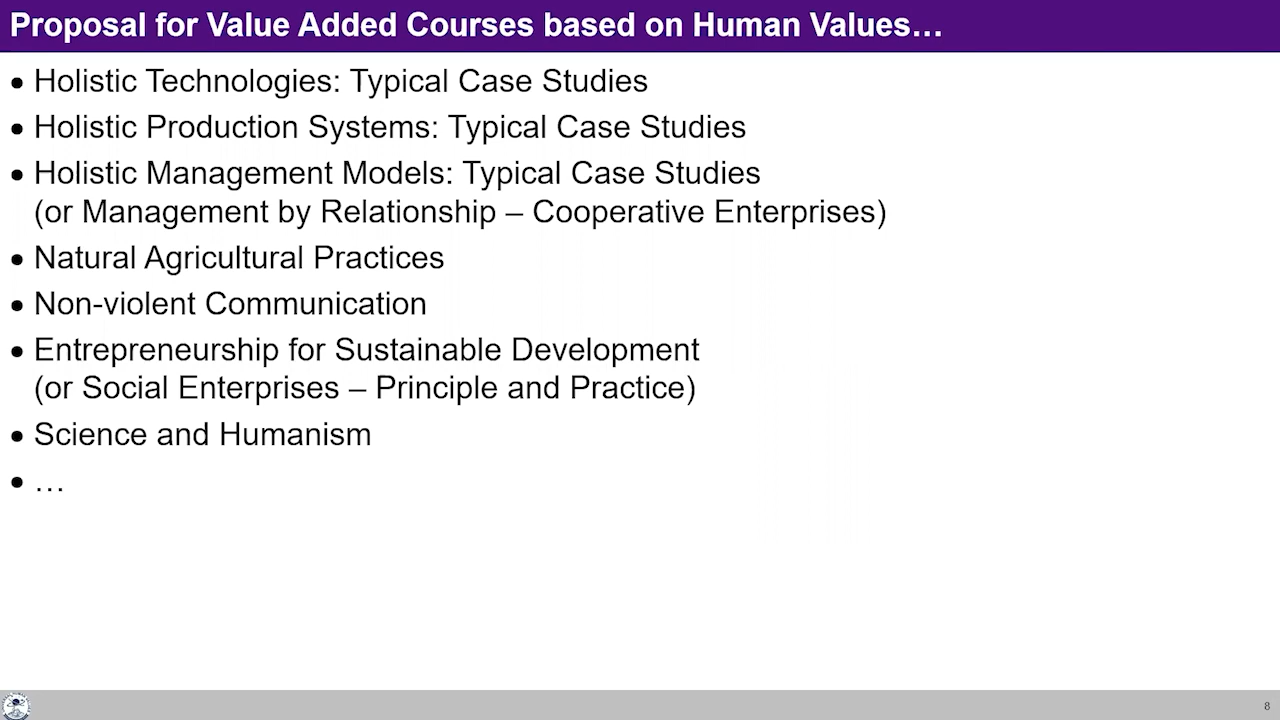 Proposal for Value Added Courses based on Human Values…
• Holistic Technologies: Typical Case Studies
• Holistic Production Systems: Typical Case Studies
• Holistic Management Models: Typical Case Studies
(or Management by Relationship – Cooperative Enterprises)
• Natural Agricultural Practices
• Non-violent Communication
• Entrepreneurship for Sustainable Development
(or Social Enterprises – Principle and Practice)
• Science and Humanism
• …
8